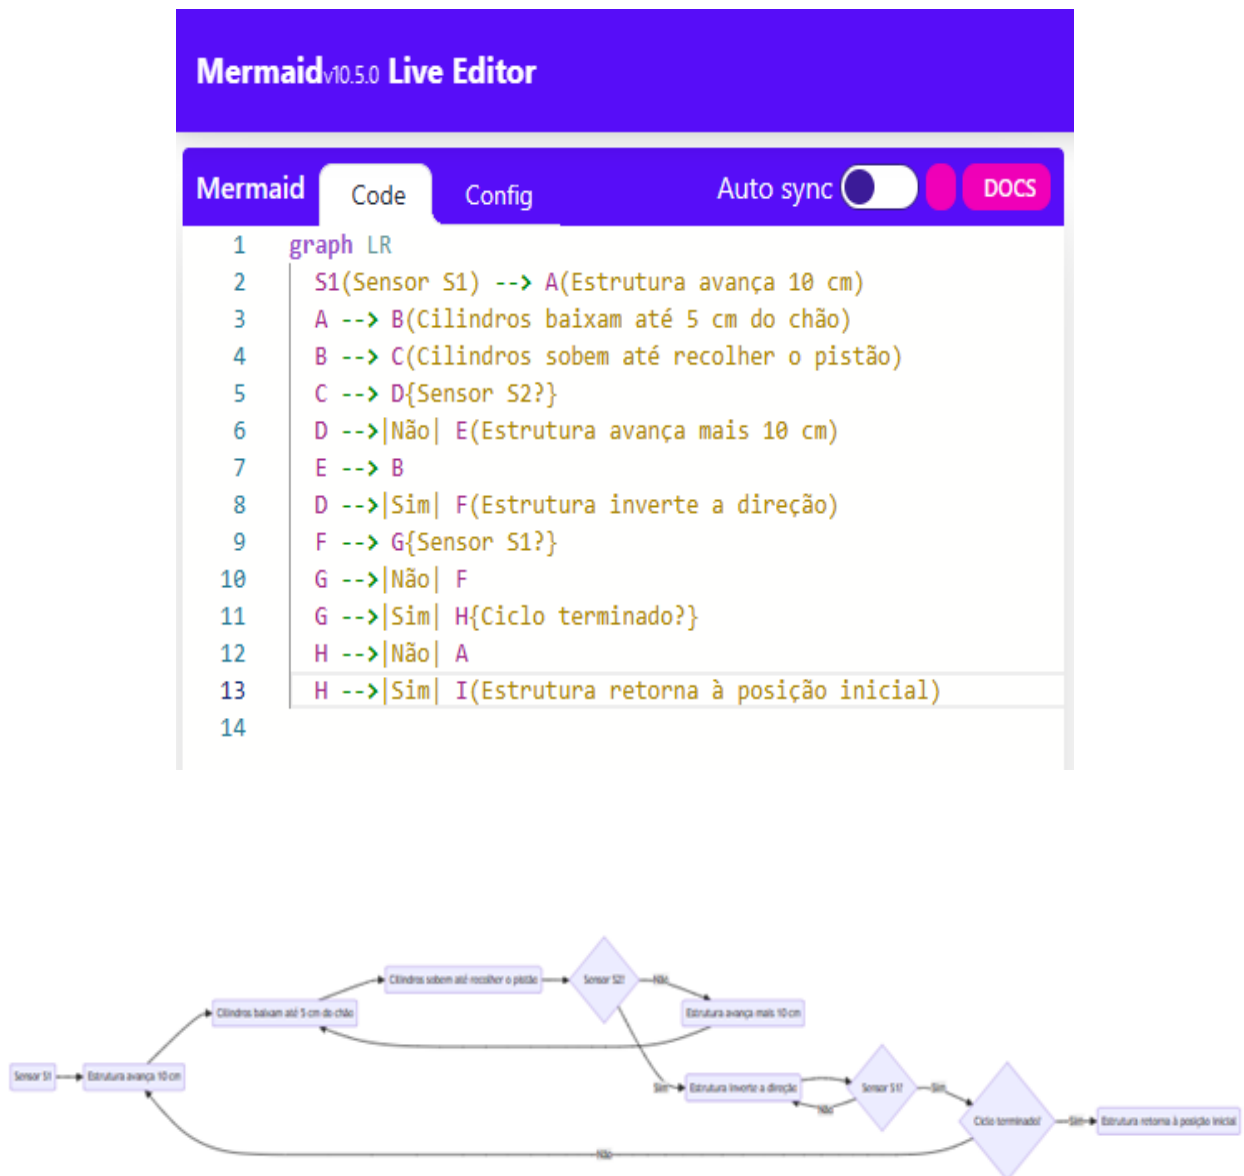 Mermaidv10.5.0 Live Editor
Mermaid Code Config Auto sync DOCS
1 graph LR
2 S1(Sensor S1) --> A(Estrutura avança 10 cm)
3 A --> B(Cilindros baixam até 5 cm do chão)
4 B --> C(Cilindros sobem até recolher o pistão)
5 C --> D{Sensor S2?}
6 D -->|Não| E(Estrutura avança mais 10 cm)
7 E --> B
8 D -->|Sim| F(Estrutura inverte a direção)
9 F --> G{Sensor S1?}
10 G -->|Não| F
11 G -->|Sim| H{Ciclo terminado?}
12 H -->|Não| A
13 H -->|Sim| I(Estrutura retorna à posição inicial)
14
Cilindros sobem até recolher o pistão
Sensor S2?
Não
Cilindros baixam até 5 cm do chão
Estrutura avança mais 10 cm
Sensor S1
Estrutura avança 10 cm
Sim
Estrutura inverte a direção
Sensor S1?
Sim
Não
Ciclo terminado?
Sim
Estrutura retorna à posição inicial
Não